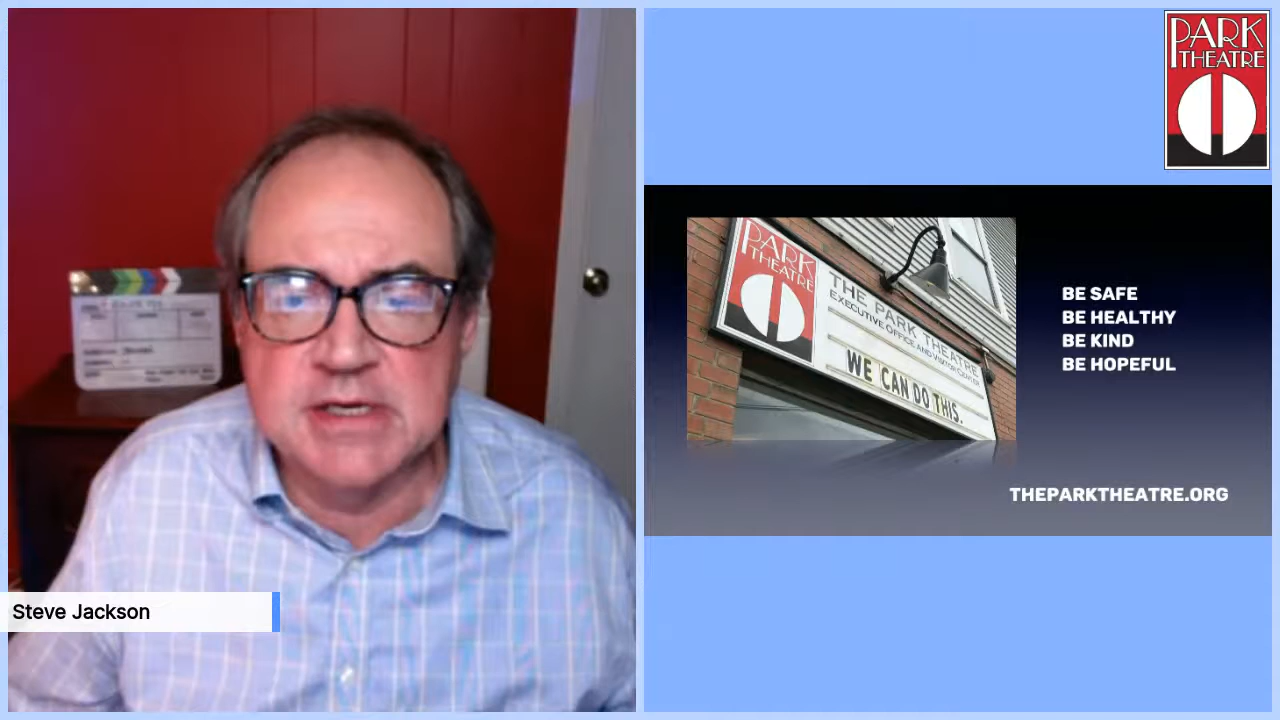 Steve Jackson
PARK
THEATRE
PARK
THEATRE
THE PARK THEATRE
EXECUTIVE OFFICE AND VISITOR CENTER
WE CAN DO THIS.
BE SAFE
BE HEALTHY
BE KIND
BE HOPEFUL
THEPARKTHEATRE.ORG